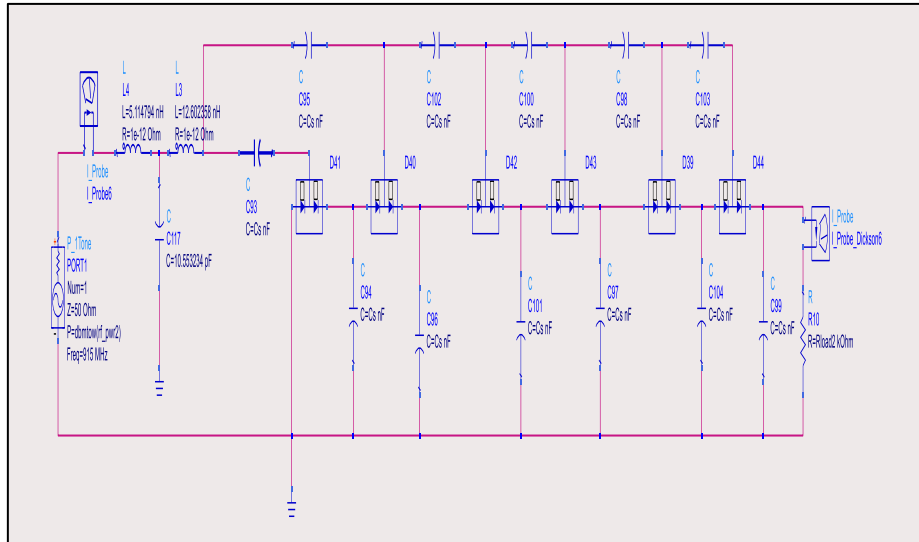 L
L4
L=5.114794 nH
R=1e-12 Ohm
L
L3
L=12.602358 nH
R=1e-12 Ohm
C
C95
C=Cs nF
C
C102
C=Cs nF
C
C100
C=Cs nF
C
C98
C=Cs nF
C
C103
C=Cs nF
I_Probe
I_Probe6
C
C93
C=Cs nF
D41
D40
D42
D43
D39
D44
C
C117
C=10.553234 pF
P_1Tone
PORT1
Num=1
Z=50 Ohm
P=dbmtow(rf_pwr2)
Freq=915 MHz
C
C94
C=Cs nF
C
C96
C=Cs nF
C
C101
C=Cs nF
C
C97
C=Cs nF
C
C104
C=Cs nF
C
C99
C=Cs nF
I_Probe
I_Probe_Dickson6
R
R10
R=Rload2 kOhm